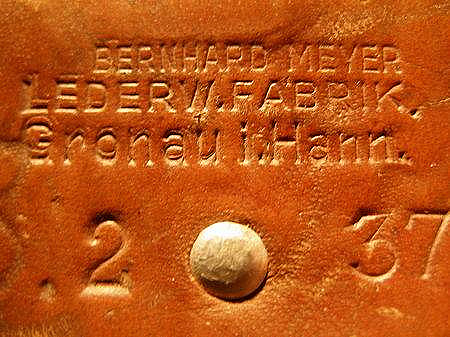 BERNHARD MEYER
LEDERW.FABRIK.
Gronau i.Hann.
2 37